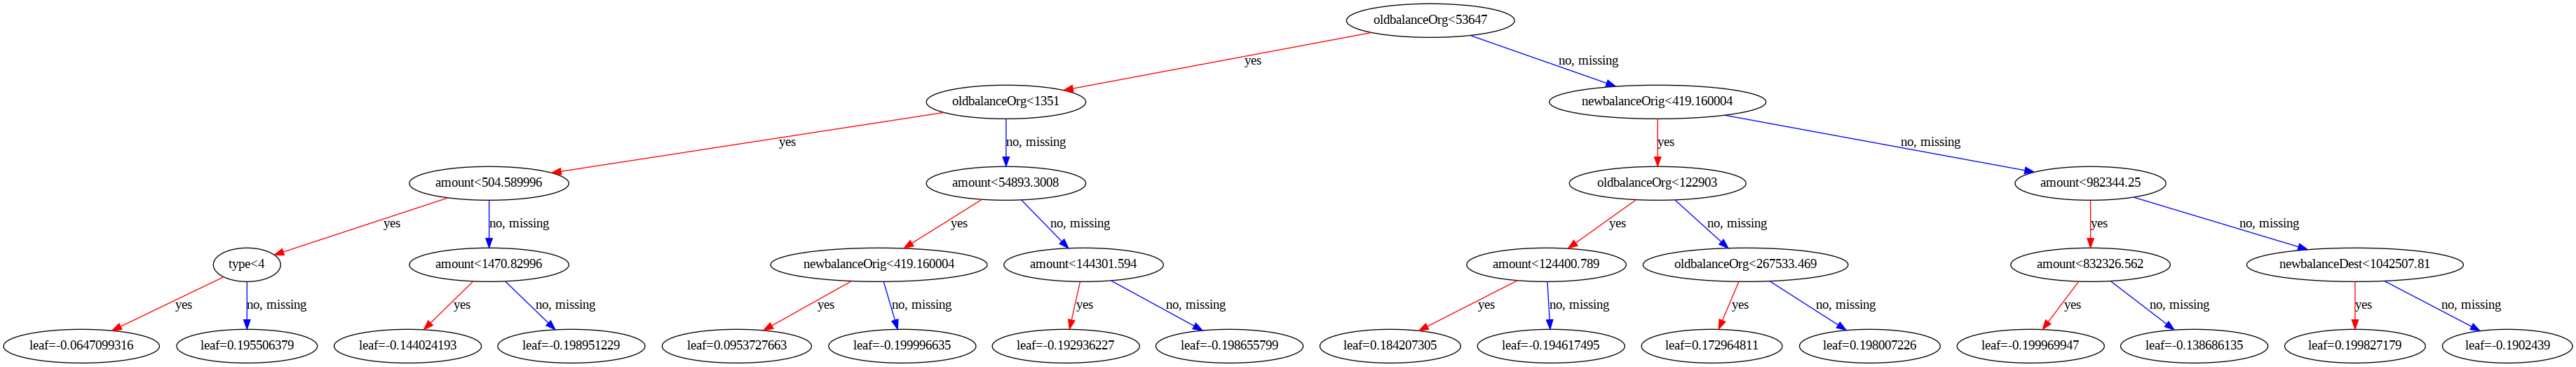 oldbalanceOrg<53647
yes
no, missing
oldbalanceOrg<1351
newbalanceOrig<419.160004
yes
no, missing
yes
no, missing
amount<504.589996
amount<54893.3008
oldbalanceOrg<122903
amount<982344.25
yes
no, missing
yes
no, missing
yes
no, missing
yes
no, missing
type<4
amount<1470.82996
newbalanceOrig<419.160004
amount<144301.594
amount<124400.789
oldbalanceOrg<267533.469
amount<832326.562
newbalanceDest<1042507.81
yes
no, missing
yes
no, missing
yes
no, missing
yes
no, missing
yes
no, missing
yes
no, missing
yes
no, missing
yes
no, missing
leaf=-0.0647099316
leaf=0.195506379
leaf=-0.144024193
leaf=-0.198951229
leaf=0.0953727663
leaf=-0.199996635
leaf=-0.192936227
leaf=-0.198655799
leaf=0.184207305
leaf=-0.194617495
leaf=0.172964811
leaf=0.198007226
leaf=-0.199969947
leaf=-0.138686135
leaf=0.199827179
leaf=-0.1902439